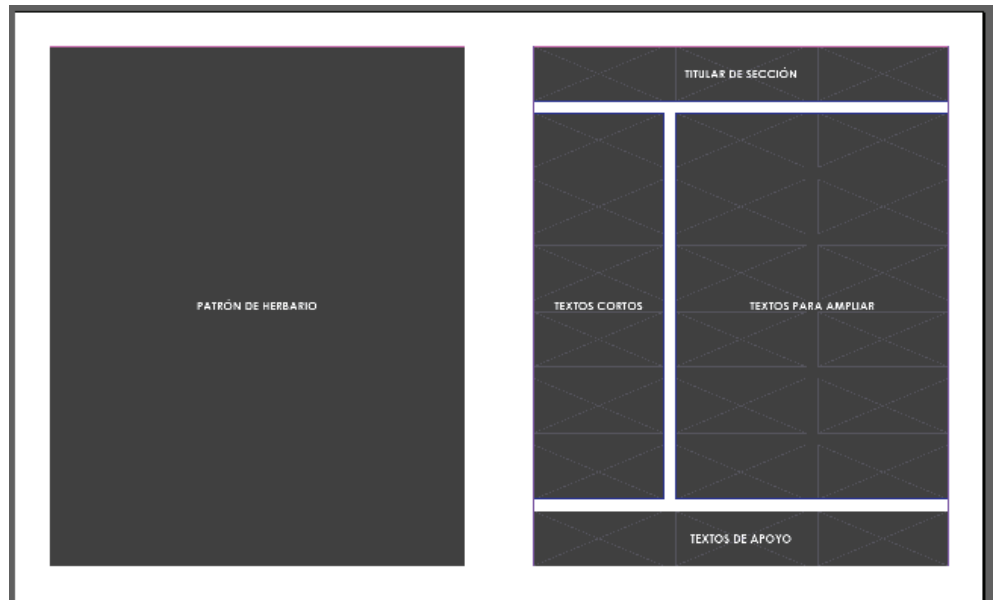 PATRÓN DE HERBARIO
TITULAR DE SECCIÓN
TEXTOS CORTOS
TEXTOS PARA AMPLIAR
TEXTOS DE APOYO